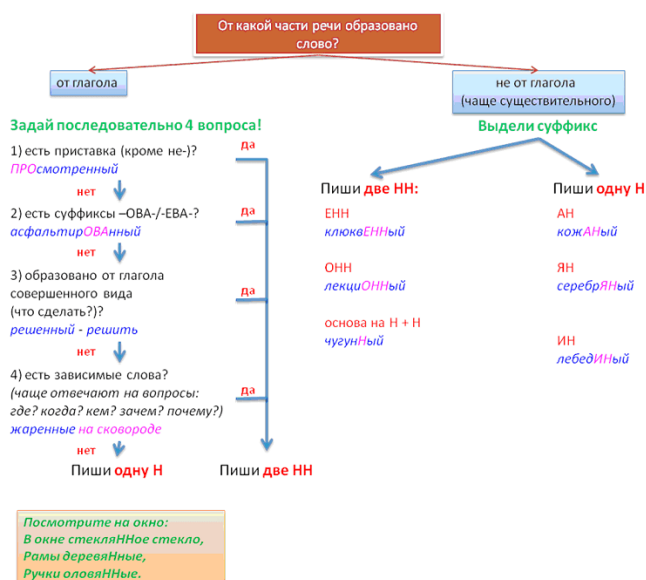 От какой части речи образовано
слово?
от глагола
не от глагола
(чаще существительного)
Задай последовательно 4 вопроса!
1) есть приставка (кроме не-)?
ПРОсмотренный
да
нет
2) есть суффиксы –ОВА-/-ЕВА-?
асфальтирОВАнный
да
нет
3) образовано от глагола
совершенного вида
(что сделать?)?
решенный - решить
да
нет
4) есть зависимые слова?
(чаще отвечают на вопросы:
где? когда? кем? зачем? почему?)
жаренные на сковороде
да
нет
Пиши одну Н
Пиши две НН
Выдели суффикс
Пиши две НН:
ЕНН
клюквЕННый
ОНН
лекциОННый
основа на Н + Н
чугунНый
Пиши одну Н
АН
кожАНый
ЯН
серебрЯНый
ИН
лебедИНый
Посмотрите на окно:
В окне стекляННое стекло,
Рамы деревяНные,
Ручки оловяННые.